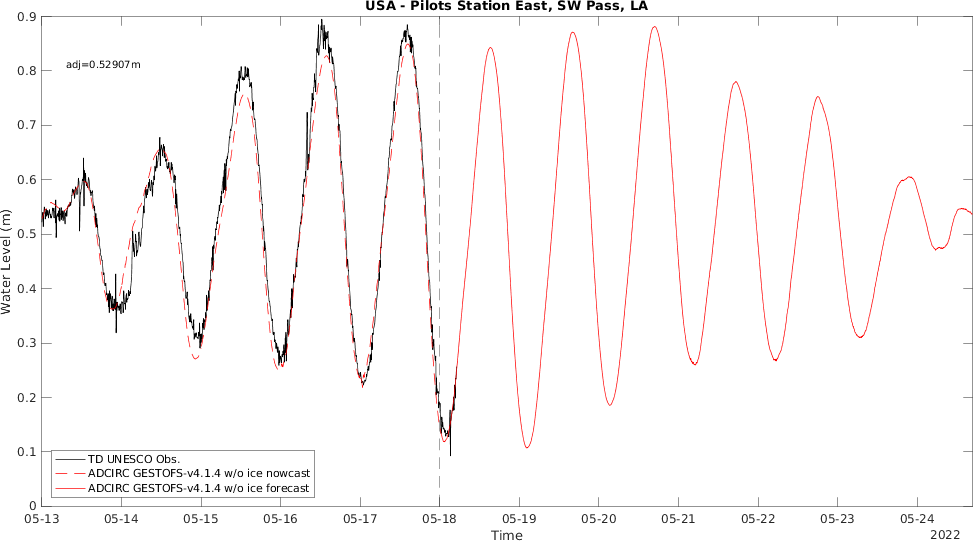 USA - Pilots Station East, SW Pass, LA
0.9
0.8
0.7
0.6
0.5
0.4
0.3
0.2
0.1
0
Water Level (m)
adj=0.52907m
TD UNESCO Obs.
ADCIRC GESTOFS-v4.1.4 w/o ice nowcast
ADCIRC GESTOFS-v4.1.4 w/o ice forecast
05-13 05-14 05-15 05-16 05-17 05-18 05-19 05-20 05-21 05-22 05-23 05-24
Time
2022